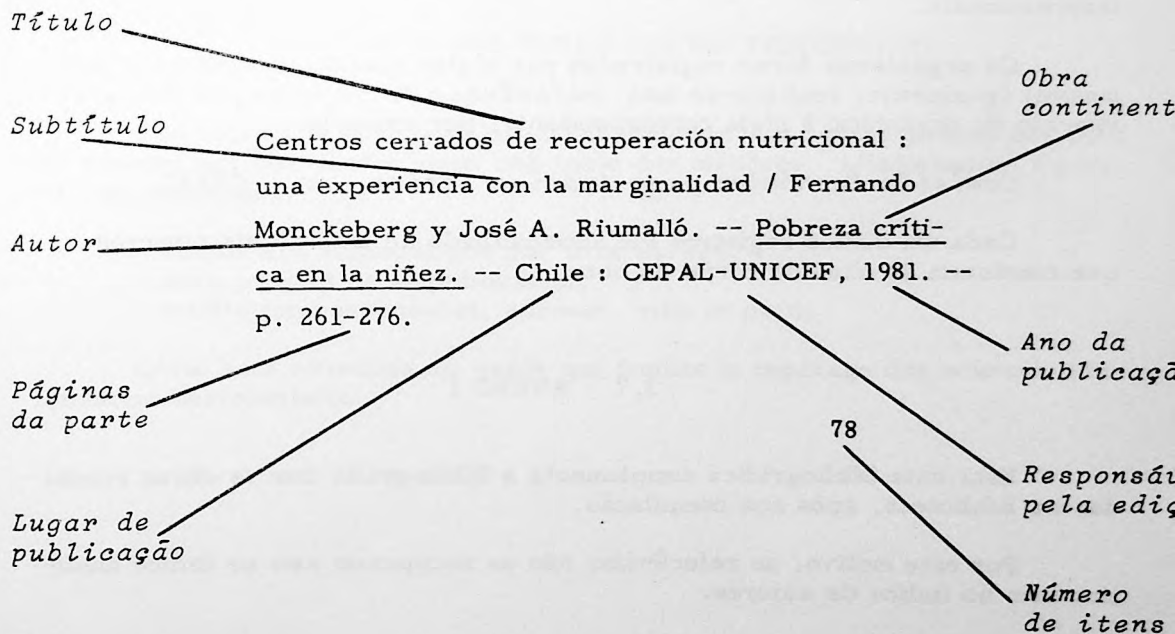 Título
Subtítulo
Autor
Páginas
da parte
Lugar de
publicação
Centros cerrados de recuperación nutricional :
una experiencia con la marginalidad / Fernando
Monckeberg y José A. Riumalló. -- Pobreza críti-
ca en la niñez. -- Chile : CEPAL-UNICEF, 1981 --
p. 261-276.
78
Obra
continent
Ano da
publicaçã
Responsáv
pela ediç
Número
de itens